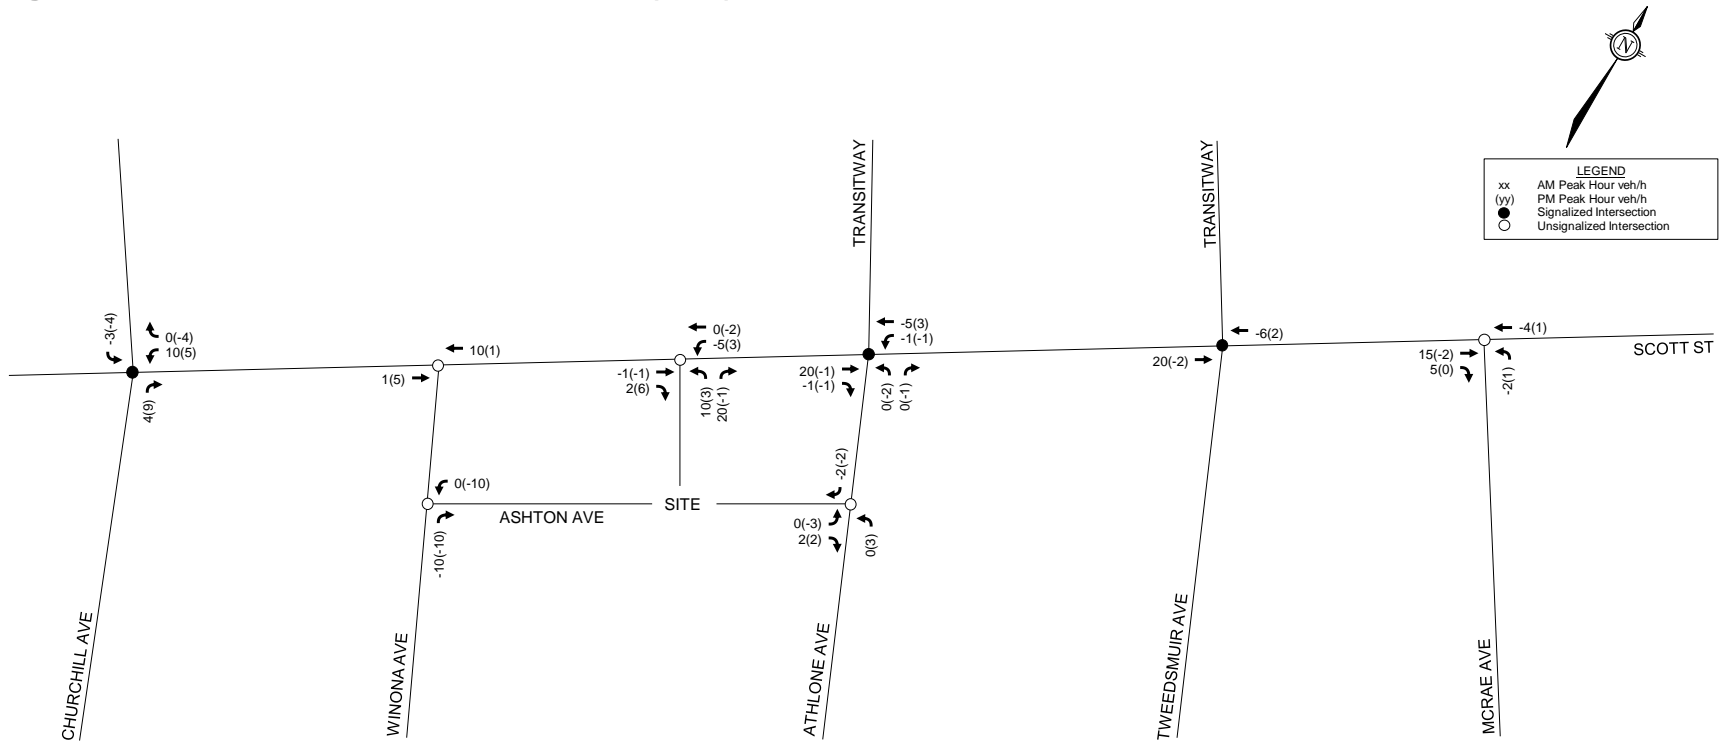 N
LEGEND
xx AM Peak Hour veh/h
(yy) PM Peak Hour veh/h
Signalized Intersection
Unsignalized Intersection
TRANSITWAY
TRANSITWAY
-3(-4)
0(-4)
10(5)
4(9)
10(1)
1(5)
0(-2)
-5(3)
-1(-1)
2(6)
10(3)
20(-1)
-5(3)
-1(-1)
20(-1)
-1(-1)
0(-2)
0(-1)
-6(2)
20(-2)
-4(1)
15(-2)
5(0)
-2(1)
SCOTT ST
0(-10)
-10(-10)
ASHTON AVE
SITE
-2(-2)
0(-3)
2(2)
0(3)
CHURCHILL AVE
WINONA AVE
ATHLONE AVE
TWEEDSMUIR AVE
MCRAE AVE